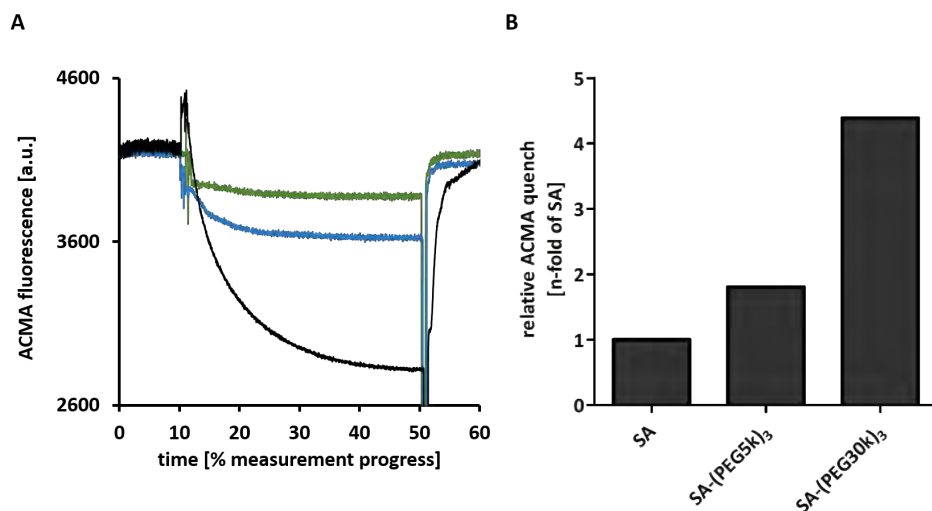 A
4600
3600
2600
ACMA fluorescence [a.u.]
0 10 20 30 40 50 60
time [% measurement progress]
B
5
4
3
2
1
0
relative ACMA quench
[n-fold of SA]
SA
SA-(PEG5k)3
SA-(PEG30k)3